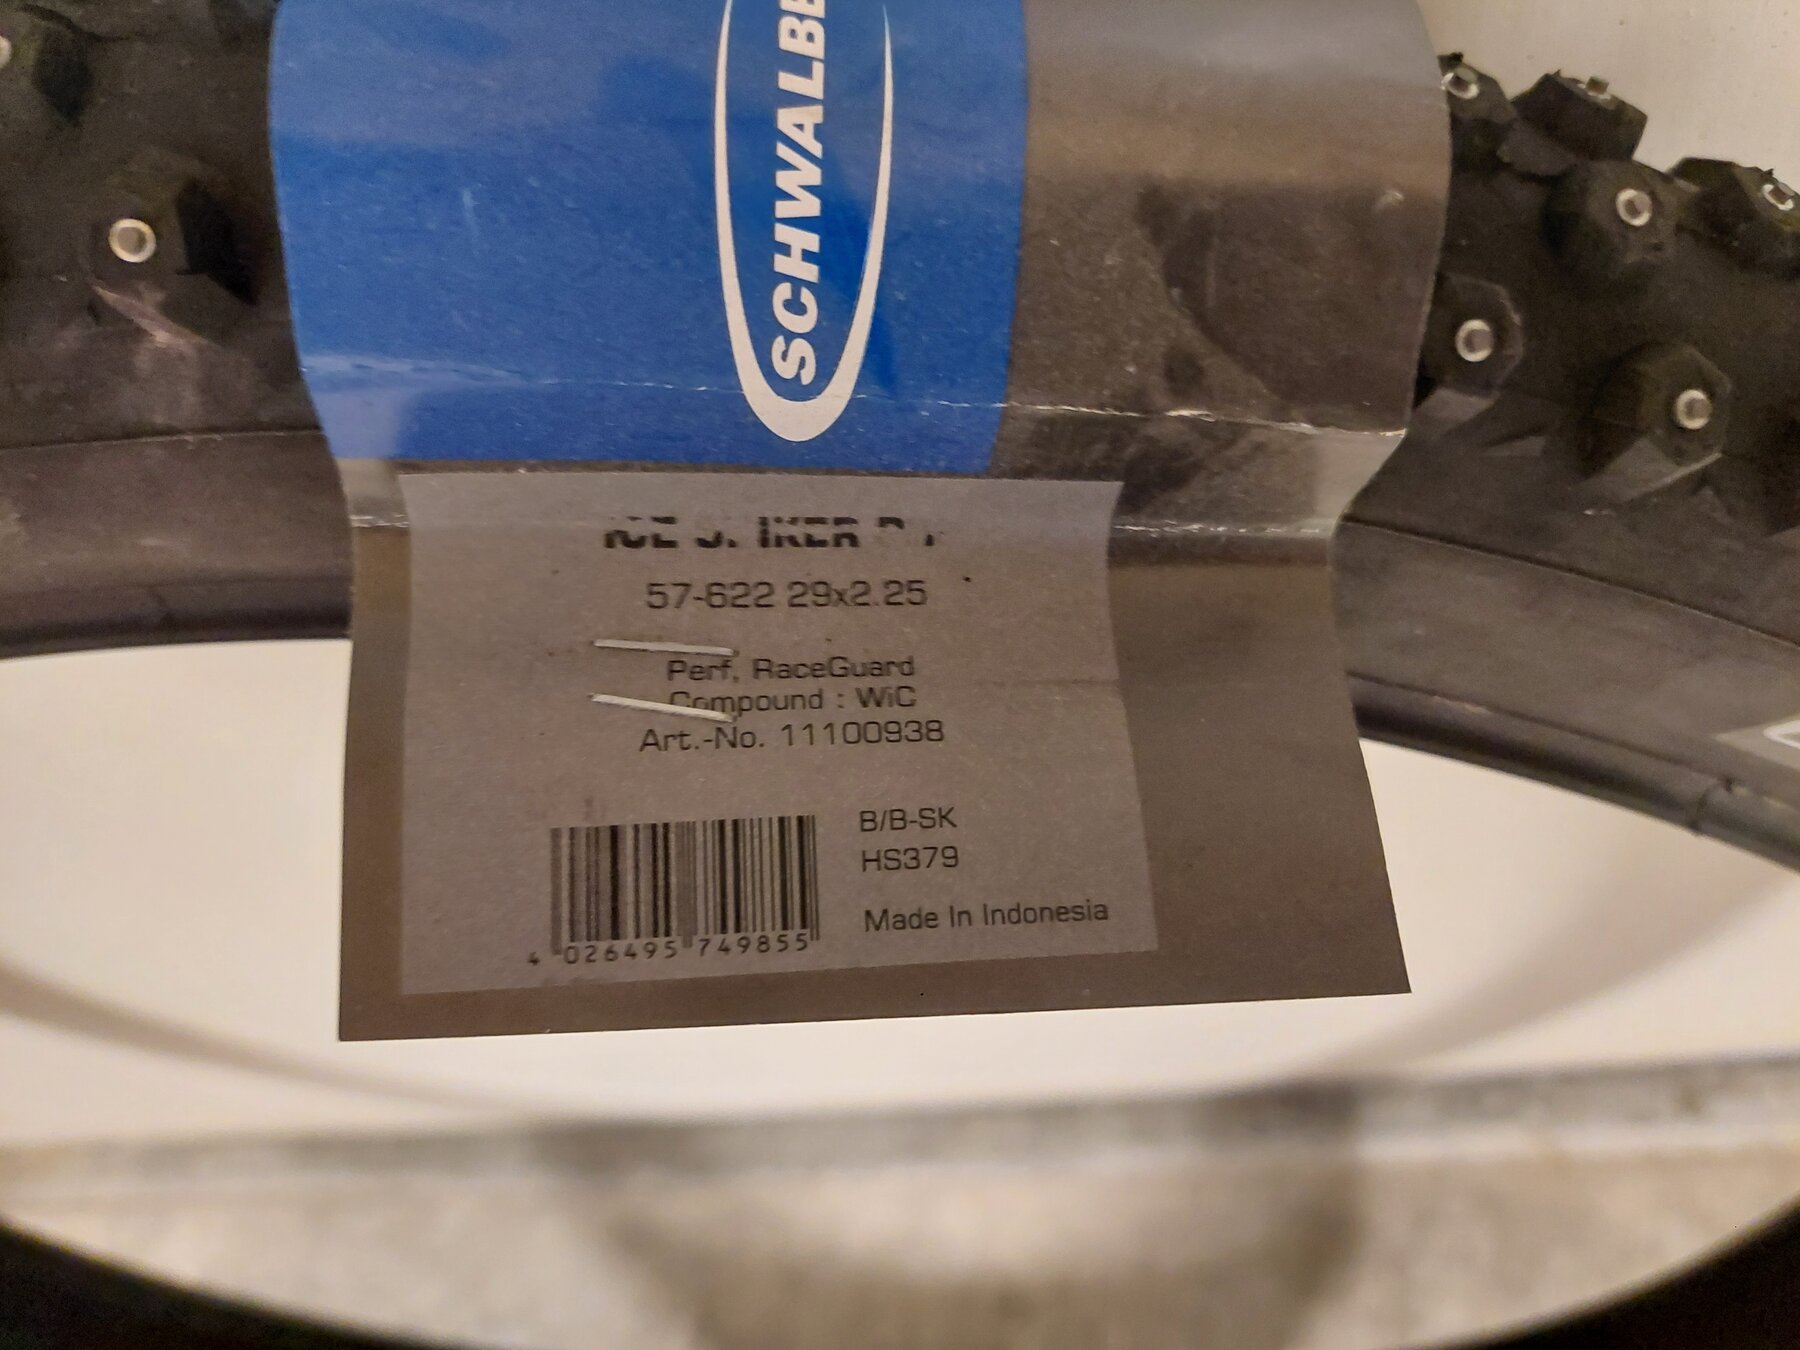 SCHWALBE
57-622 29x2.25
Perf, RaceGuard
Compound : WiC
Art.-No. 11100938
B/B-SK
HS379
Made In Indonesia
4 026495 749855